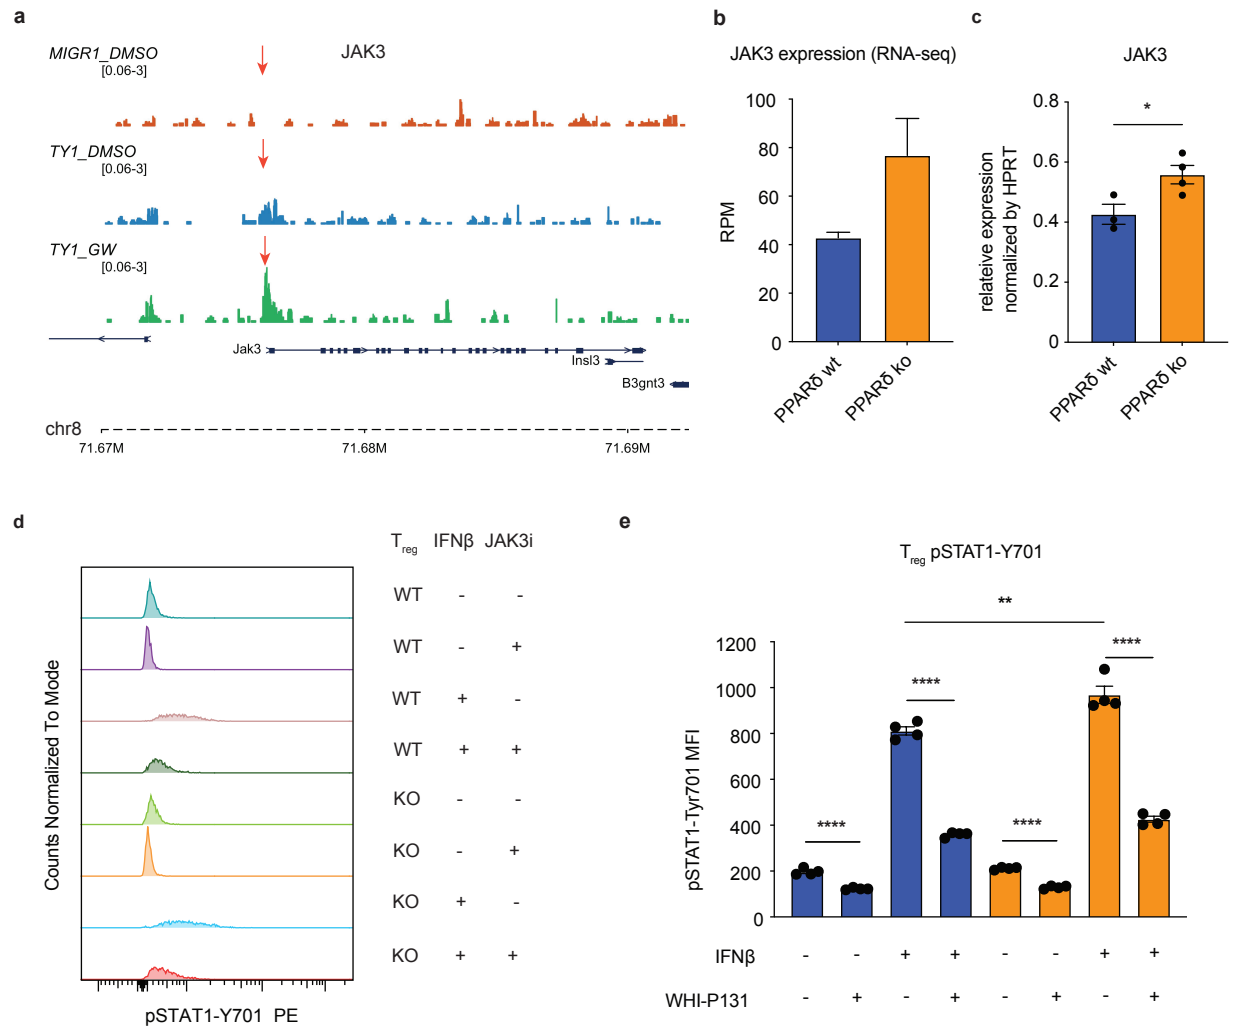 a
MIGR1_DMSO
[0.06-3]
JAK3
TY1_DMSO
[0.06-3]
TY1_GW
[0.06-3]
Jak3
Insl3
B3gnt3
chr8
71.67M 71.68M 71.69M
b
JAK3 expression (RNA-seq)
RPM
100
80
60
40
20
0
PPARδ wt
PPARδ ko
c
JAK3
relateive expression
normalized by HPRT
0.8
0.6
0.4
0.2
0
*
PPARδ wt
PPARδ ko
d
Counts Normalized To Mode
pSTAT1-Y701 PE
Treg IFNβ JAK3i
WT - -
WT - +
WT + -
WT + +
KO - -
KO - +
KO + -
KO + +
e
Treg pSTAT1-Y701
pSTAT1-Tyr701 MFI
1200
1000
800
600
400
200
0
**
****
****
****
****
IFNβ - - + + - - + +
WHI-P131 - + - + - + - +